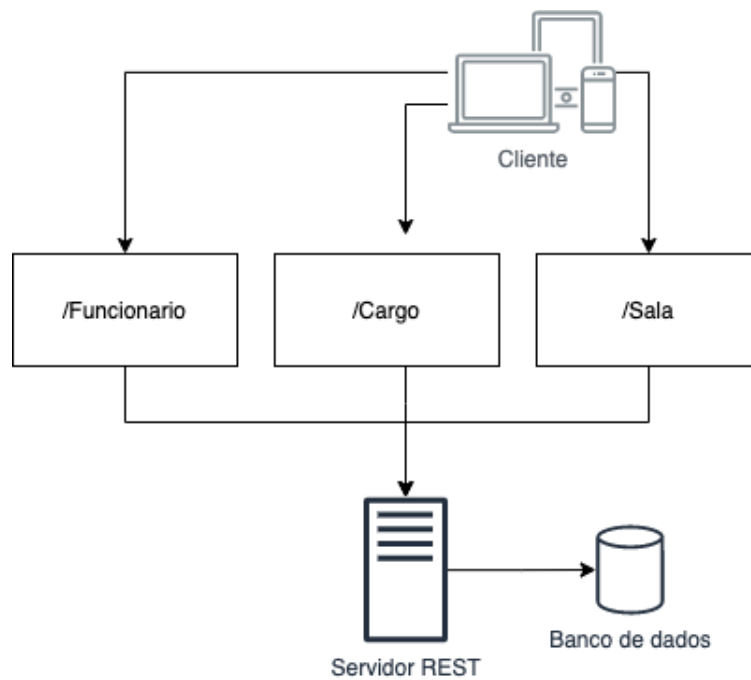 Cliente
/Funcionario
/Cargo
/Sala
Banco de dados
Servidor REST